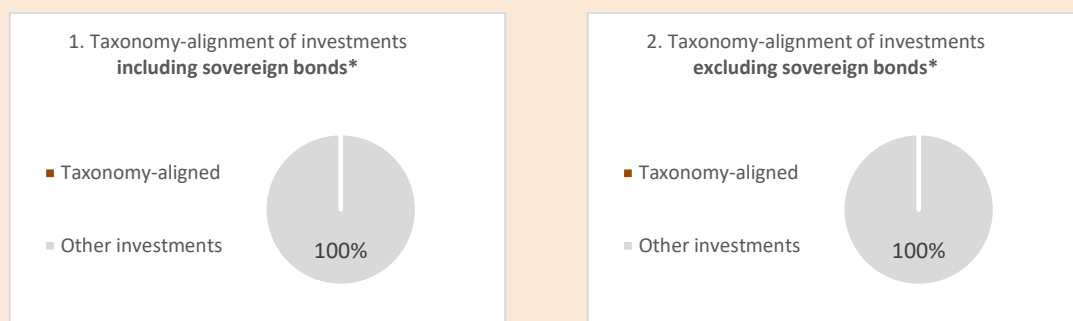 1. Taxonomy-alignment of investments
including sovereign bonds*
Taxonomy-aligned
Other investments
100%
2. Taxonomy-alignment of investments
excluding sovereign bonds*
Taxonomy-aligned
Other investments
100%